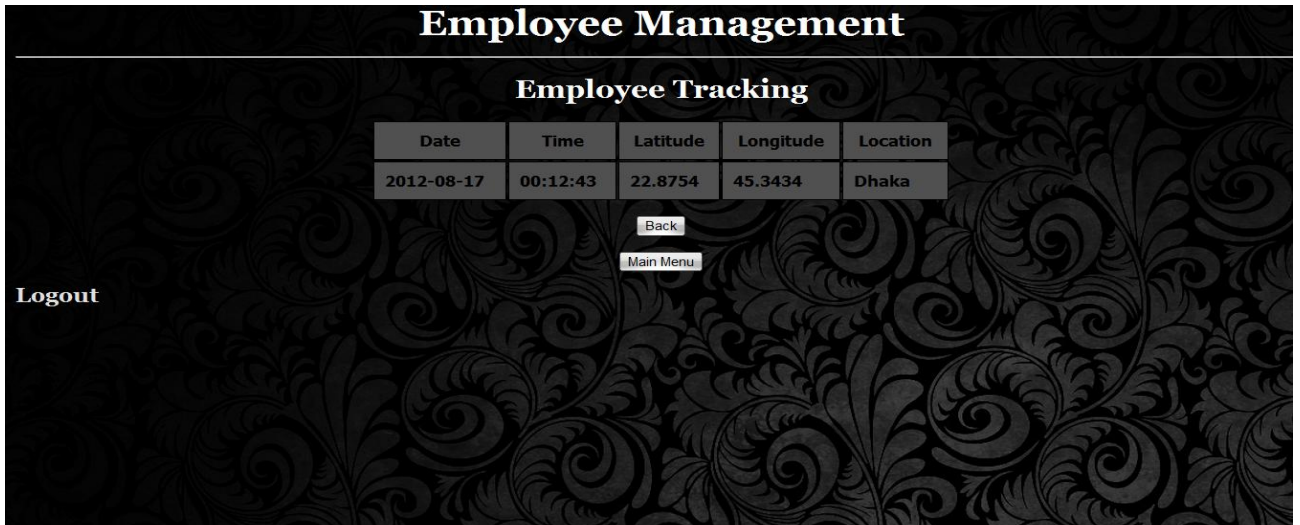 Employee Management
Employee Tracking
Date Time Latitude Longitude Location
2012-08-17 00:12:43 22.8754 45.3434 Dhaka
Back
Main Menu
Logout